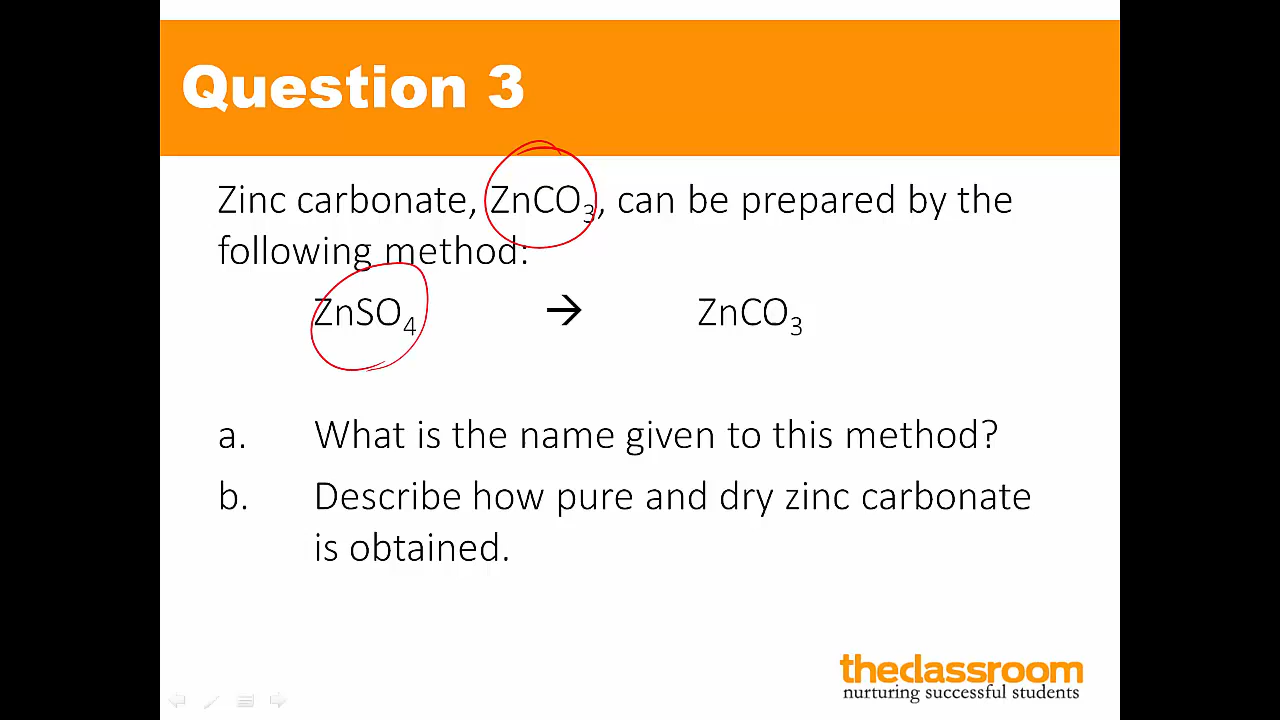 Question 3
Zinc carbonate, ZnCO₃, can be prepared by the
following method:
ZnSO₄ → ZnCO₃
a. What is the name given to this method?
b. Describe how pure and dry zinc carbonate
is obtained.
theclassroom
nurturing successful students